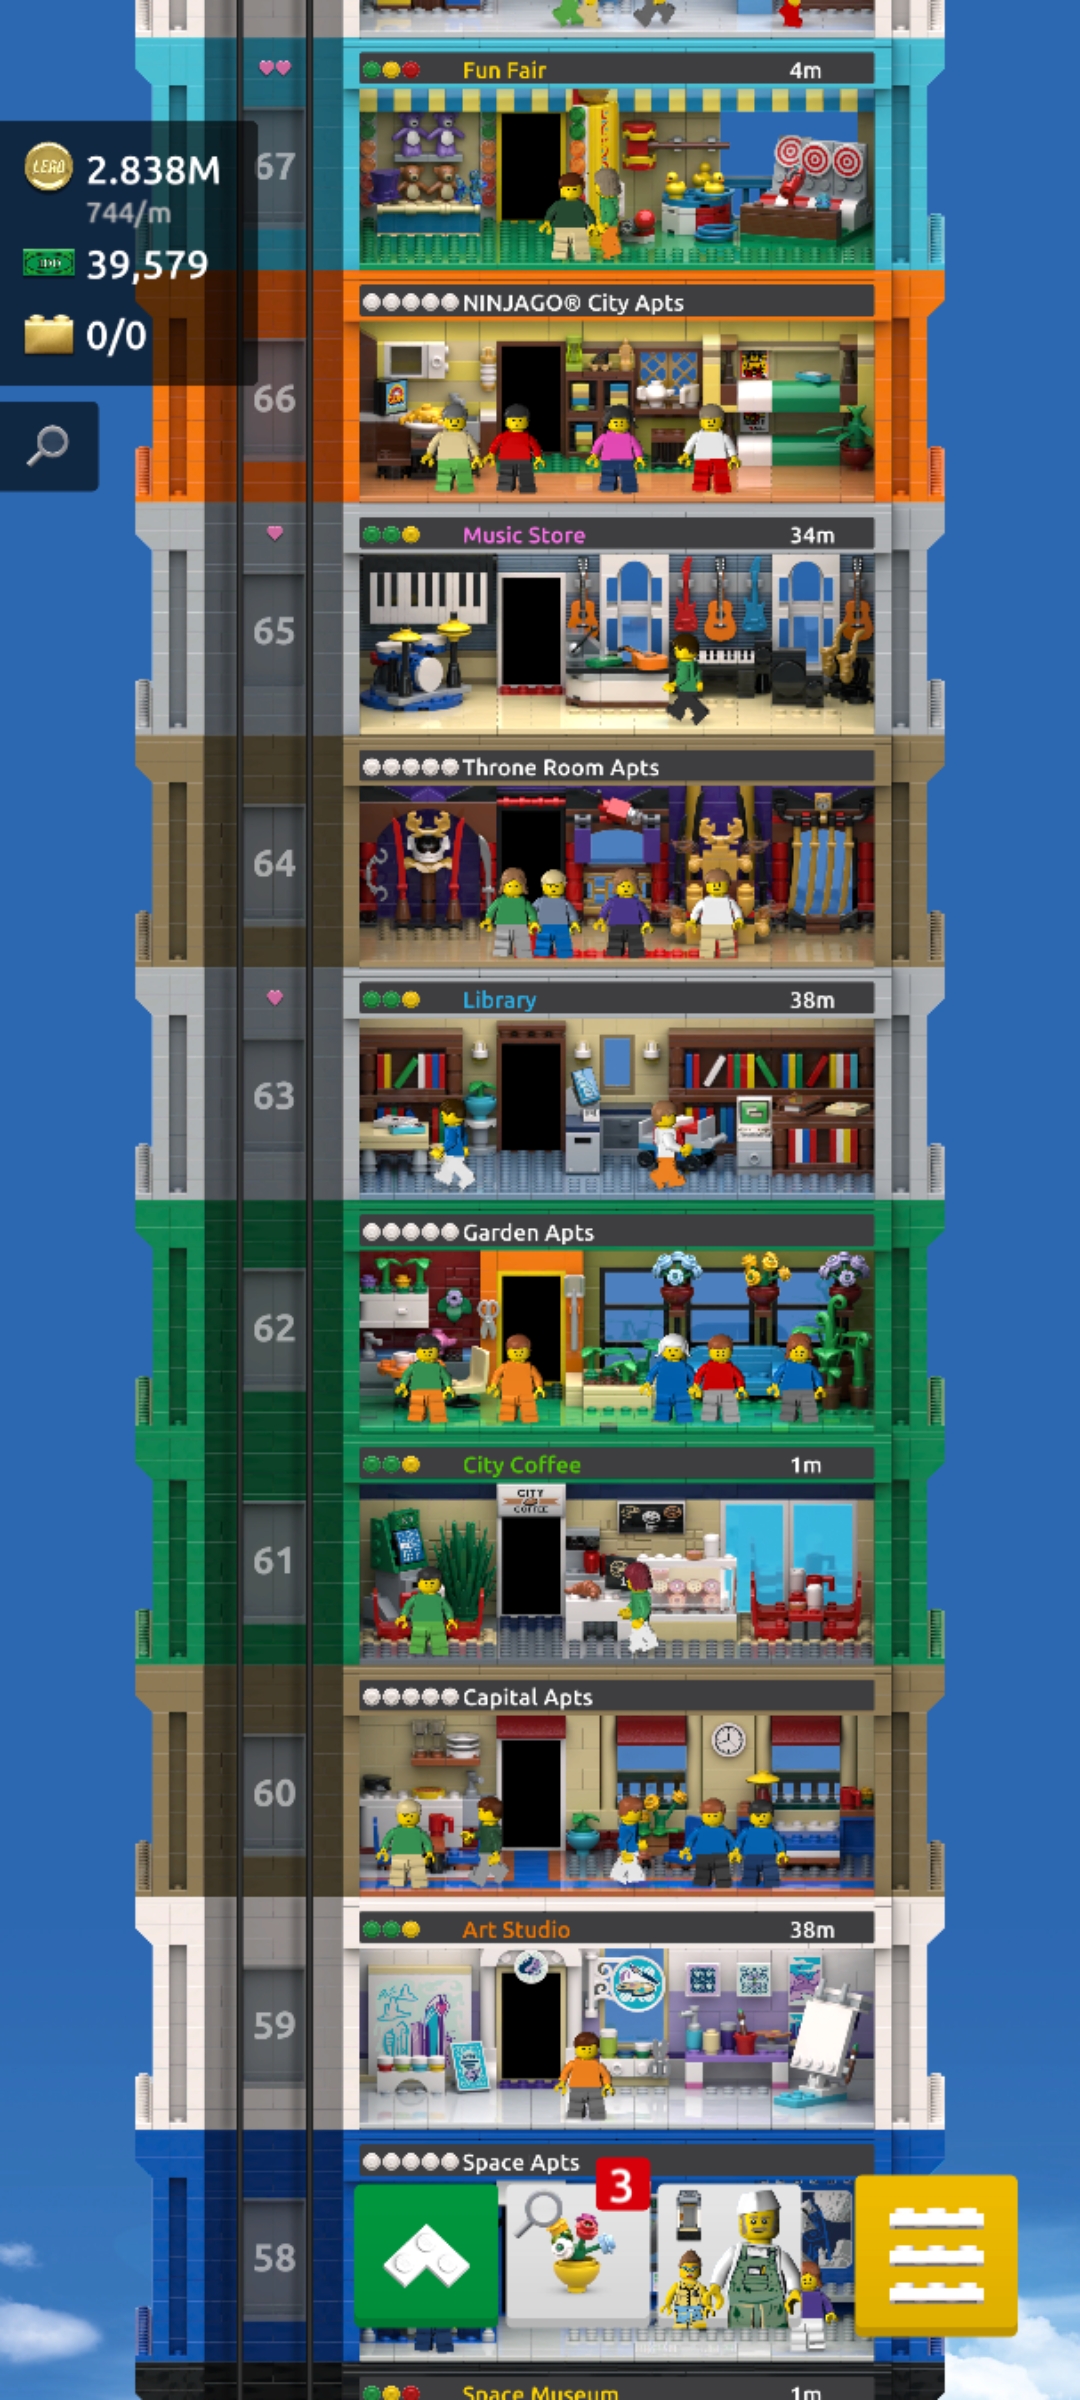 Fun Fair 4m
67
LEGO 2.838M
744/m
39,579
0/0
NINJAGO® City Apts
66
Music Store 34m
65
Throne Room Apts
64
Library 38m
63
Garden Apts
62
City Coffee 1m
CITY
COFFEE
61
Capital Apts
60
Art Studio 38m
59
Space Apts
3
58
Space Museum 1m